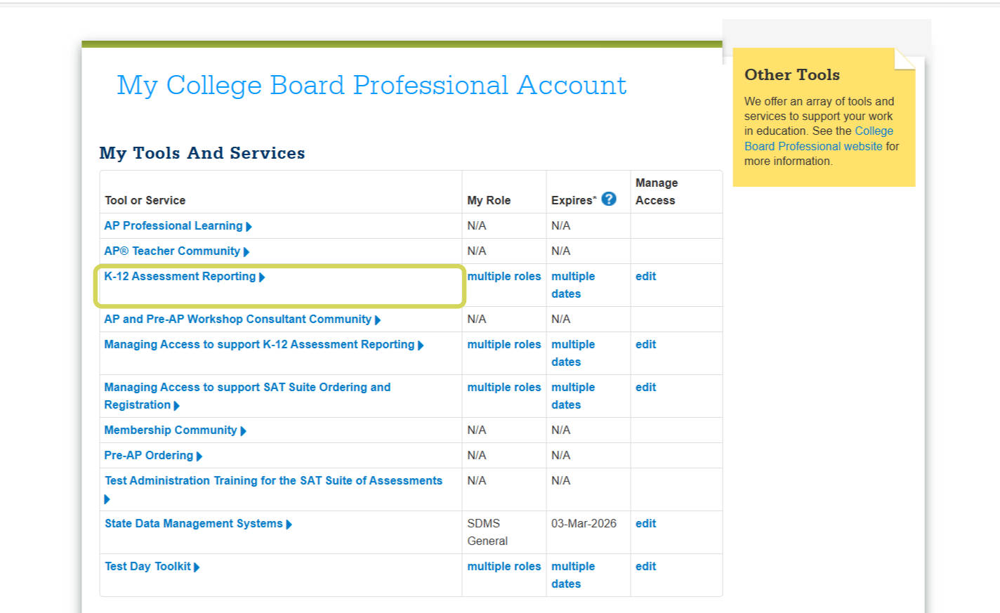 My College Board Professional Account
Other Tools
We offer an array of tools and
services to support your work
in education. See the College
Board Professional website for
more information.
My Tools And Services
Tool or Service My Role Expires* ? Manage
Access
AP Professional Learning N/A N/A
AP® Teacher Community N/A N/A
K-12 Assessment Reporting multiple roles multiple edit
dates
AP and Pre-AP Workshop Consultant Community N/A N/A
Managing Access to support K-12 Assessment Reporting multiple roles multiple edit
dates
Managing Access to support SAT Suite Ordering and multiple roles multiple edit
Registration dates
Membership Community N/A N/A
Pre-AP Ordering N/A N/A
Test Administration Training for the SAT Suite of Assessments N/A N/A
State Data Management Systems SDMS 03-Mar-2026 edit
General
Test Day Toolkit multiple roles multiple edit
dates